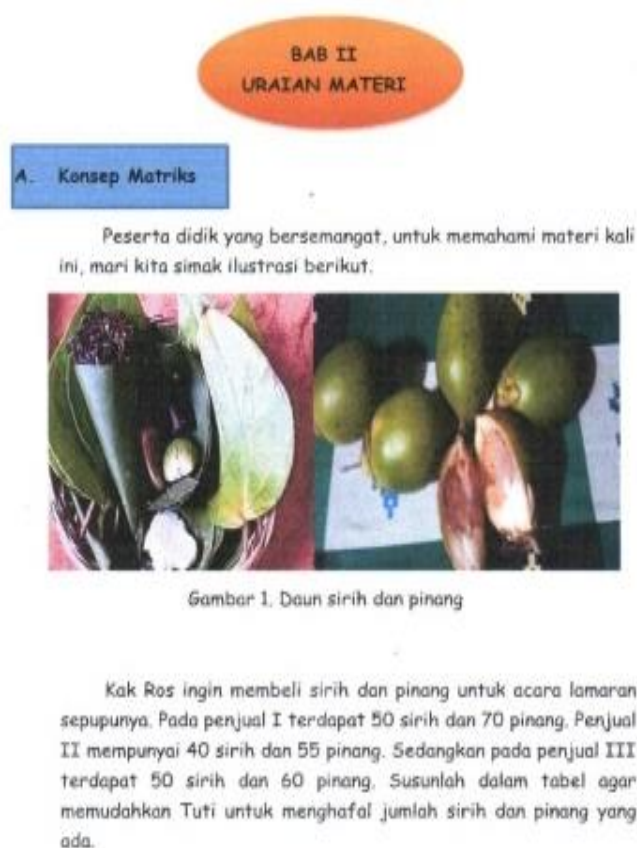 BAB II
URAIAN MATERI
A. Konsep Matriks
Peserta didik yang bersemangat, untuk memahami materi kali
ini, mari kita simak ilustrasi berikut.
Gambar 1. Daun sirih dan pinang
Kak Ros ingin membeli sirih dan pinang untuk acara lamaran
sepupunya. Pada penjual I terdapat 50 sirih dan 70 pinang. Penjual
II mempunyai 40 sirih dan 55 pinang. Sedangkan pada penjual III
terdapat 50 sirih dan 60 pinang. Susunlah dalam tabel agar
memudahkan Tuti untuk menghafal jumlah sirih dan pinang yang
ada.